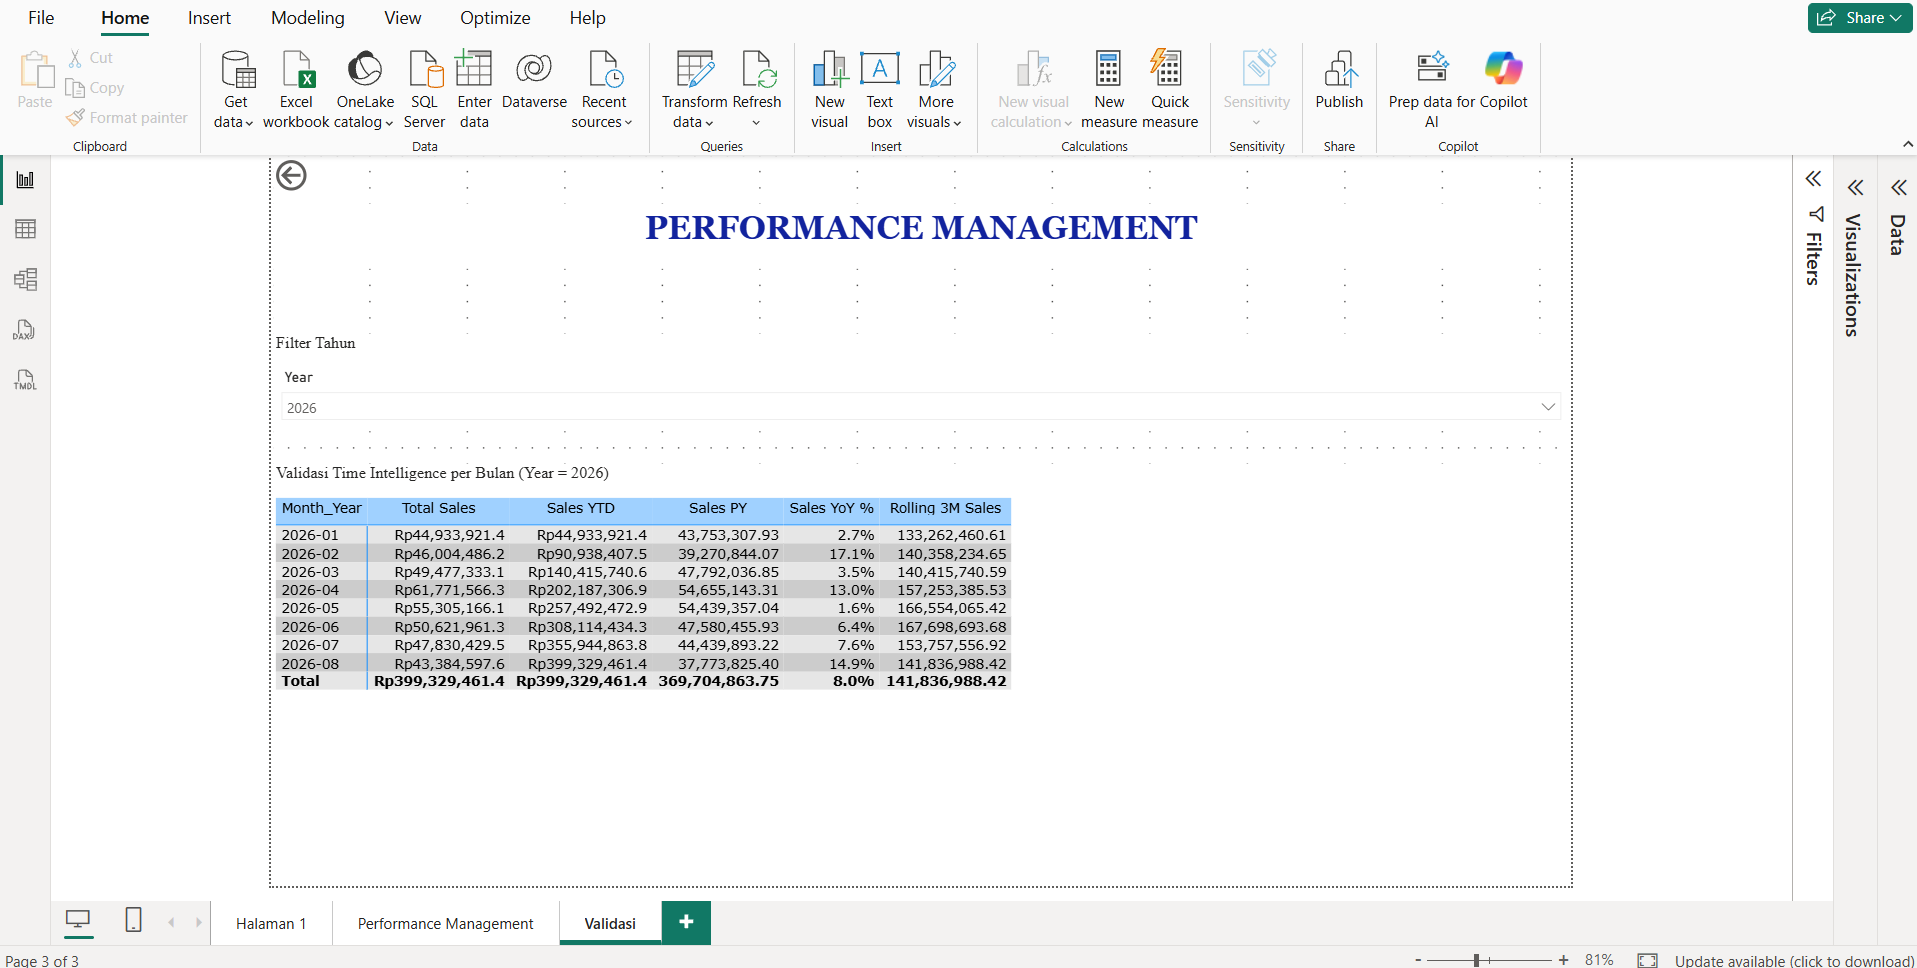 File Home Insert Modeling View Optimize Help Share
Paste Cut
Copy
Format painter
Clipboard
Get data
Excel workbook
OneLake catalog
SQL Server
Enter data
Dataverse
Recent sources
Data
Transform data
Refresh
Queries
New visual
Text box
More visuals
Insert
New visual calculation
New measure
Quick measure
Calculations
Sensitivity
Sensitivity
Publish
Share
Prep data for AI
Copilot
Copilot
DAX
TMDL
PERFORMANCE MANAGEMENT
Filter Tahun
Year
2026
Validasi Time Intelligence per Bulan (Year = 2026)
Month_Year Total Sales Sales YTD Sales PY Sales YoY % Rolling 3M Sales
2026-01 Rp44,933,921.4 Rp44,933,921.4 43,753,307.93 2.7% 133,262,460.61
2026-02 Rp46,004,486.2 Rp90,938,407.5 39,270,844.07 17.1% 140,358,234.65
2026-03 Rp49,477,333.1 Rp140,415,740.6 47,792,036.85 3.5% 140,415,740.59
2026-04 Rp61,771,566.3 Rp202,187,306.9 54,655,143.31 13.0% 157,253,385.53
2026-05 Rp55,305,166.1 Rp257,492,472.9 54,439,357.04 1.6% 166,554,065.42
2026-06 Rp50,621,961.3 Rp308,114,434.3 47,580,455.93 6.4% 167,698,693.68
2026-07 Rp47,830,429.5 Rp355,944,863.8 44,439,893.22 7.6% 153,757,556.92
2026-08 Rp43,384,597.6 Rp399,329,461.4 37,773,825.40 14.9% 141,836,988.42
Total Rp399,329,461.4 Rp399,329,461.4 369,704,863.75 8.0% 141,836,988.42
Filters
Visualizations
Data
Halaman 1 Performance Management Validasi +
Page 3 of 3 - + 81% Update available (click to download)